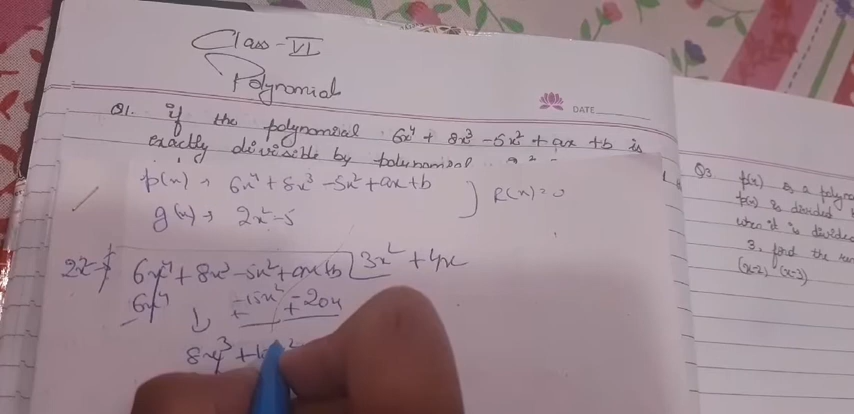 Class - VI
Polynomial
DATE
Q1. if the polynomial 6x⁴ + 8x³ - 5x² + ax + b is
exactly divisible by polynomial
p(x) → 6x⁴ + 8x³ - 5x² + ax + b
g(x) → 2x² - 5
R(x) = 0
2x² - 5
6x⁴ + 8x³ - 5x² + ax + b
3x² + 4x
6x⁴
- 15x²
- 20x
8x³ +
Q3 p(x) is a polyno
p(x) is divided
when it is divided
3. find the rem
(x-2) (x-3)